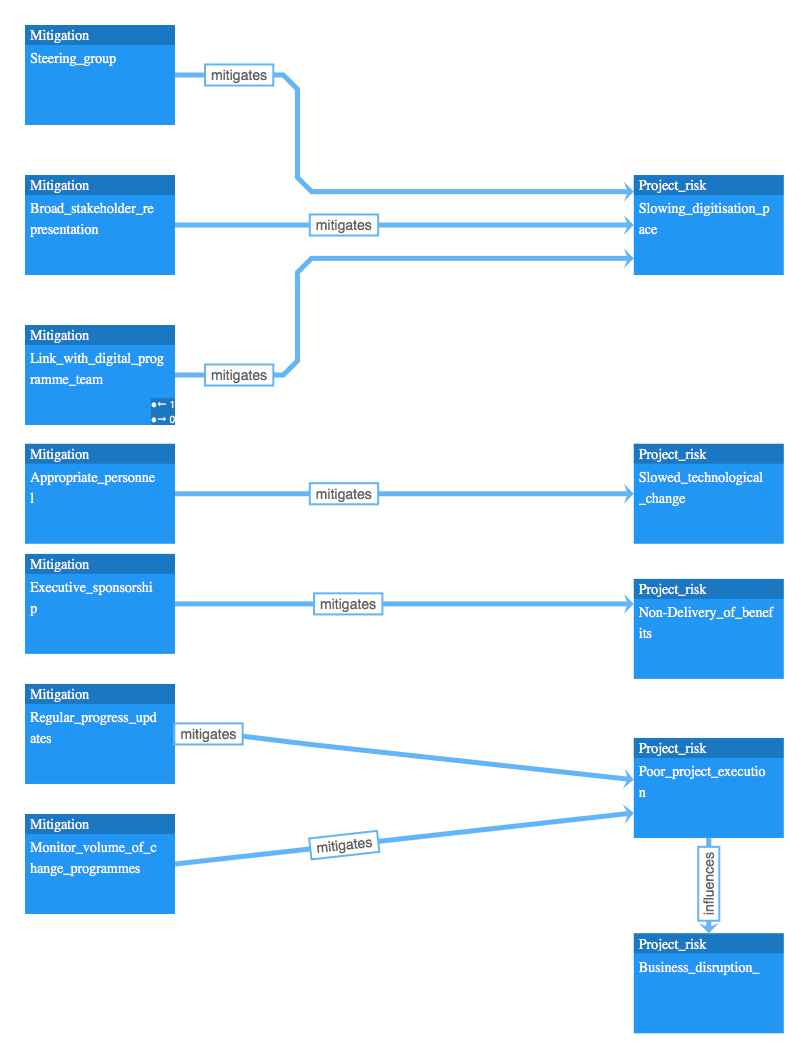 Mitigation
Steering_group
mitigates
Mitigation
Broad_stakeholder_re
presentation
mitigates
Project_risk
Slowing_digitisation_p
ace
Mitigation
Link_with_digital_prog
ramme_team
← 1
→ 0
mitigates
Mitigation
Appropriate_personne
l
mitigates
Project_risk
Slowed_technological
_change
Mitigation
Executive_sponsorshi
p
mitigates
Project_risk
Non-Delivery_of_benef
its
Mitigation
Regular_progress_upd
ates
mitigates
Project_risk
Poor_project_executio
n
Mitigation
Monitor_volume_of_c
hange_programmes
mitigates
influences
Project_risk
Business_disruption_